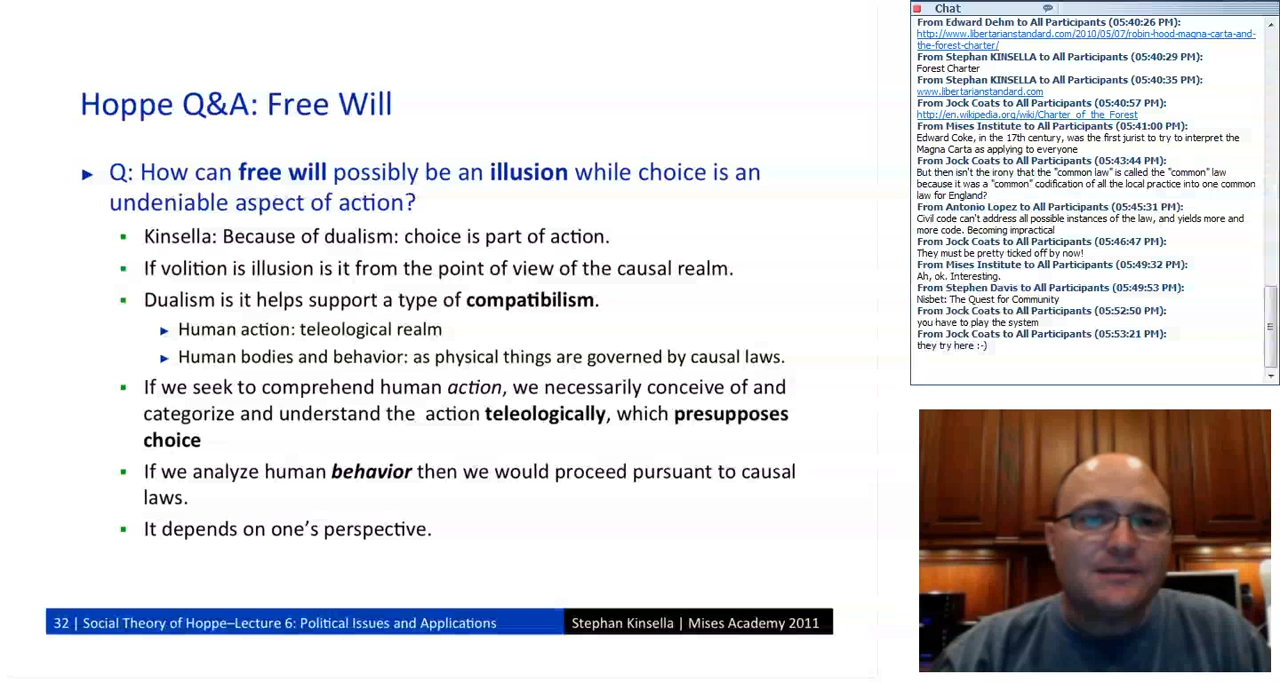 Hoppe Q&A: Free Will
► Q: How can free will possibly be an illusion while choice is an
undeniable aspect of action?
▪ Kinsella: Because of dualism: choice is part of action.
▪ If volition is illusion is it from the point of view of the causal realm.
▪ Dualism is it helps support a type of compatibilism.
► Human action: teleological realm
► Human bodies and behavior: as physical things are governed by causal laws.
▪ If we seek to comprehend human action, we necessarily conceive of and
categorize and understand the action teleologically, which presupposes
choice
▪ If we analyze human behavior then we would proceed pursuant to causal
laws.
▪ It depends on one's perspective.
32 | Social Theory of Hoppe–Lecture 6: Political Issues and Applications
Stephan Kinsella | Mises Academy 2011
Chat
From Edward Dehm to All Participants (05:40:26 PM):
http://www.libertarianstandard.com/2010/05/07/robin-hood-magna-carta-and-
the-forest-charter/
From Stephan KINSELLA to All Participants (05:40:29 PM):
Forest Charter
From Stephan KINSELLA to All Participants (05:40:35 PM):
www.libertarianstandard.com
From Jock Coats to All Participants (05:40:57 PM):
http://en.wikipedia.org/wiki/Charter_of_the_Forest
From Mises Institute to All Participants (05:41:00 PM):
Edward Coke, in the 17th century, was the first jurist to try to interpret the
Magna Carta as applying to everyone
From Jock Coats to All Participants (05:43:44 PM):
But then isn't the irony that the "common law" is called the "common" law
because it was a "common" codification of all the local practice into one common
law for England?
From Antonio Lopez to All Participants (05:45:31 PM):
Civil code can't address all possible instances of the law, and yields more and
more code. Becoming impractical
From Jock Coats to All Participants (05:46:47 PM):
They must be pretty ticked off by now!
From Mises Institute to All Participants (05:49:32 PM):
Ah, ok. Interesting.
From Stephen Davis to All Participants (05:49:53 PM):
Nisbet: The Quest for Community
From Jock Coats to All Participants (05:52:50 PM):
you have to play the system
From Jock Coats to All Participants (05:53:21 PM):
they try here :-)